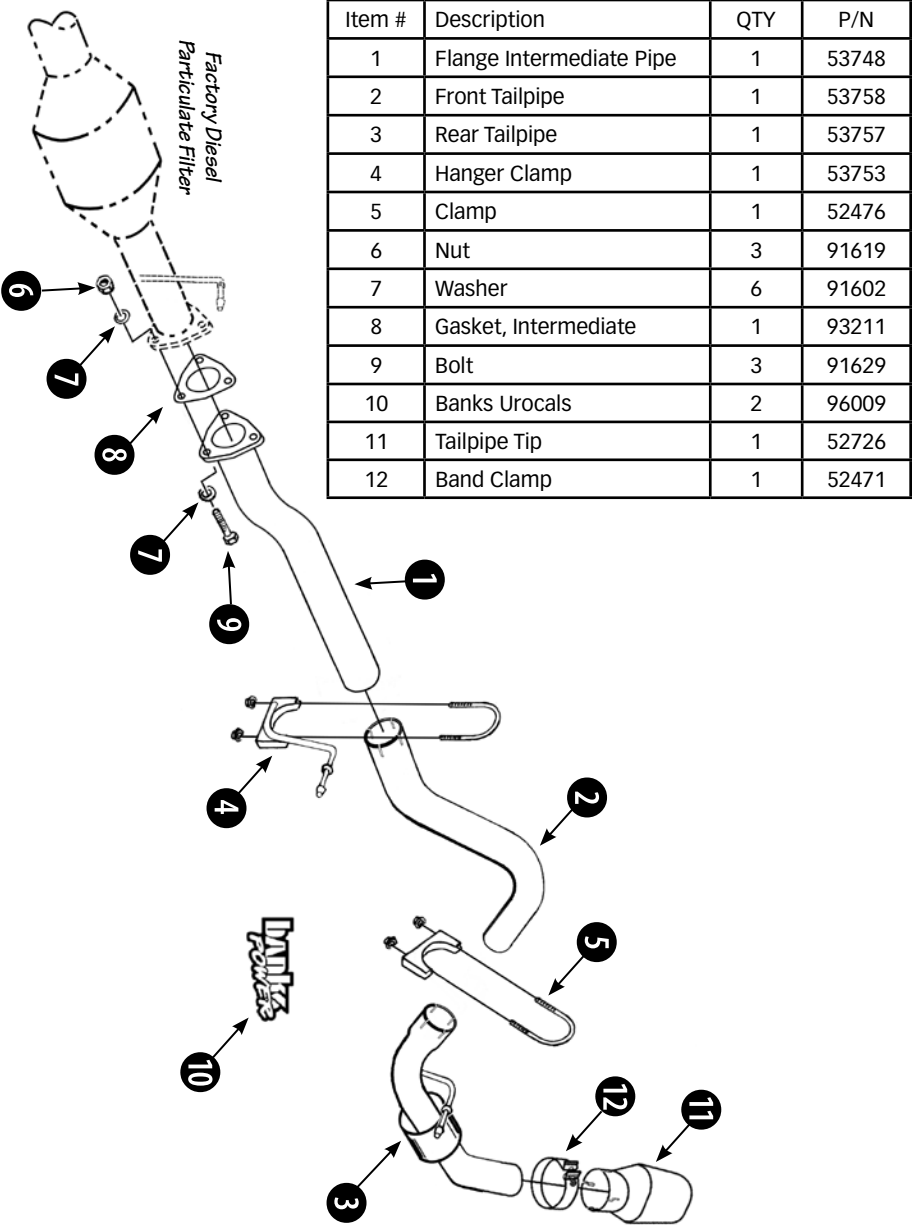 Item # Description QTY P/N
1 Flange Intermediate Pipe 1 53748
2 Front Tailpipe 1 53758
3 Rear Tailpipe 1 53757
4 Hanger Clamp 1 53753
5 Clamp 1 52476
6 Nut 3 91619
7 Washer 6 91602
8 Gasket, Intermediate 1 93211
9 Bolt 3 91629
10 Banks Urocals 2 96009
11 Tailpipe Tip 1 52726
12 Band Clamp 1 52471
Factory Diesel
Particulate Filter
6
7
8
7
9
1
4
2
5
banks
POWER
10
12
11
3